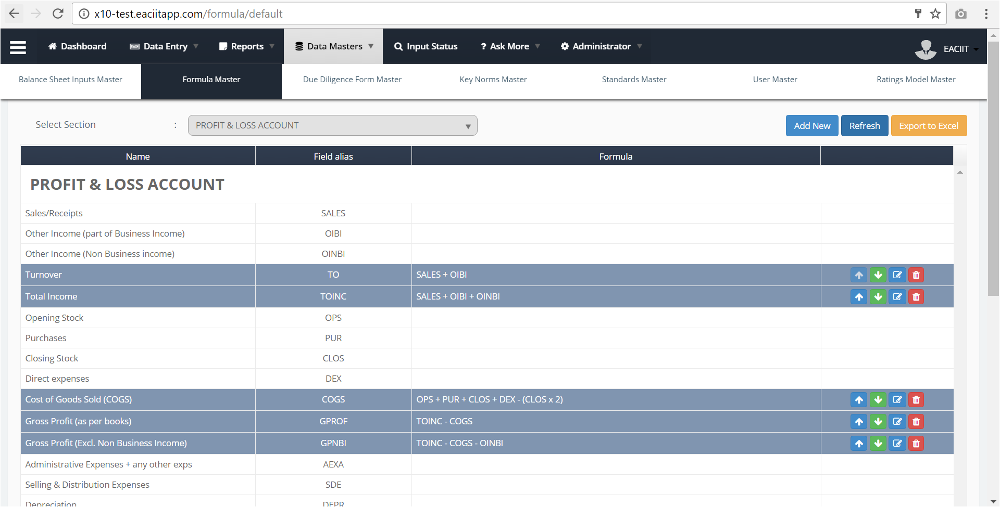 x10-test.eaciitapp.com/formula/default
Dashboard Data Entry Reports Data Masters Input Status ? Ask More Administrator EACIIT
Balance Sheet Inputs Master Formula Master Due Diligence Form Master Key Norms Master Standards Master User Master Ratings Model Master
Select Section : PROFIT & LOSS ACCOUNT Add New Refresh Export to Excel
Name Field alias Formula
PROFIT & LOSS ACCOUNT
Sales/Receipts SALES
Other Income (part of Business Income) OIBI
Other Income (Non Business income) OINBI
Turnover TO SALES + OIBI
Total Income TOINC SALES + OIBI + OINBI
Opening Stock OPS
Purchases PUR
Closing Stock CLOS
Direct expenses DEX
Cost of Goods Sold (COGS) COGS OPS + PUR + CLOS + DEX - (CLOS x 2)
Gross Profit (as per books) GPROF TOINC - COGS
Gross Profit (Excl. Non Business Income) GPNBI TOINC - COGS - OINBI
Administrative Expenses + any other exps AEXA
Selling & Distribution Expenses SDE
Depreciation DEPR